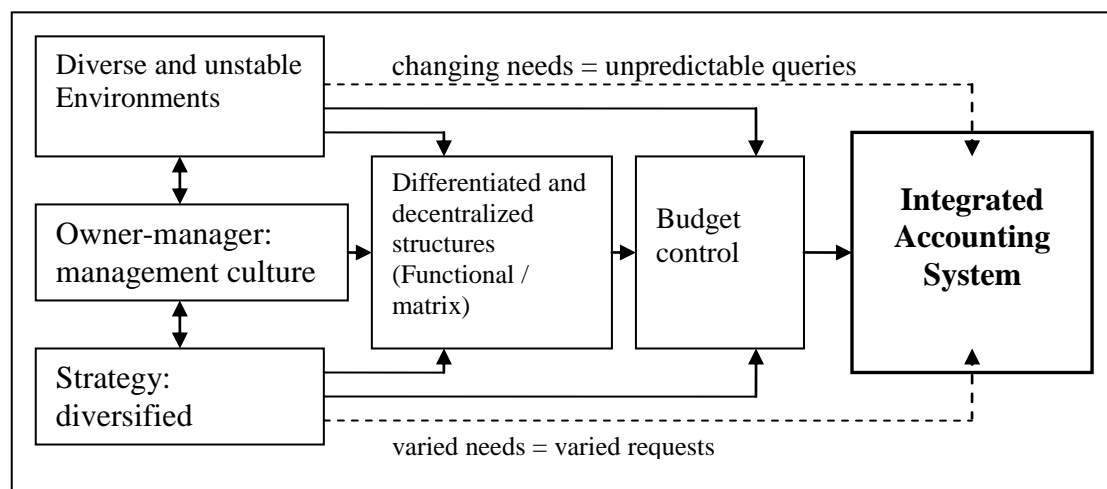 Diverse and unstable
Environments
changing needs = unpredictable queries
Owner-manager:
management culture
Differentiated and
decentralized
structures
(Functional /
matrix)
Budget
control
Integrated
Accounting
System
Strategy:
diversified
varied needs = varied requests